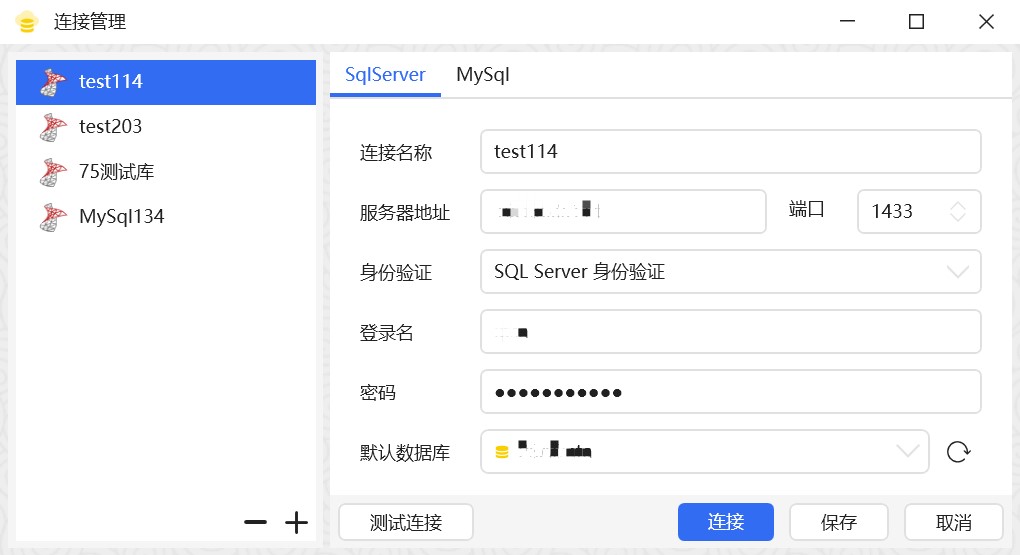 连接管理
test114
test203
75测试库
MySql134
SqlServer MySql
连接名称 test114
服务器地址 端口 1433
身份验证 SQL Server 身份验证
登录名
密码 ●●●●●●●●●●●
默认数据库
测试连接 连接 保存 取消